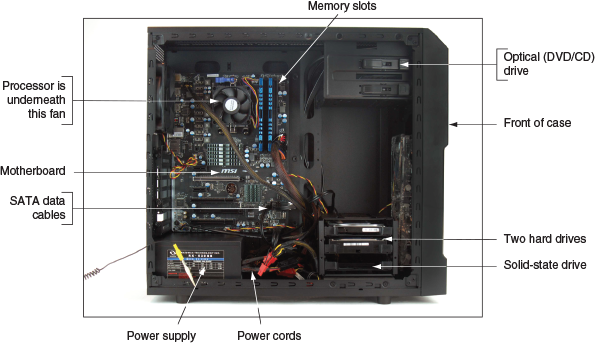 Memory slots
Optical (DVD/CD)
drive
Processor is
underneath
this fan
Front of case
Motherboard
msi
SATA data
cables
Two hard drives
Solid-state drive
Power supply
Power cords